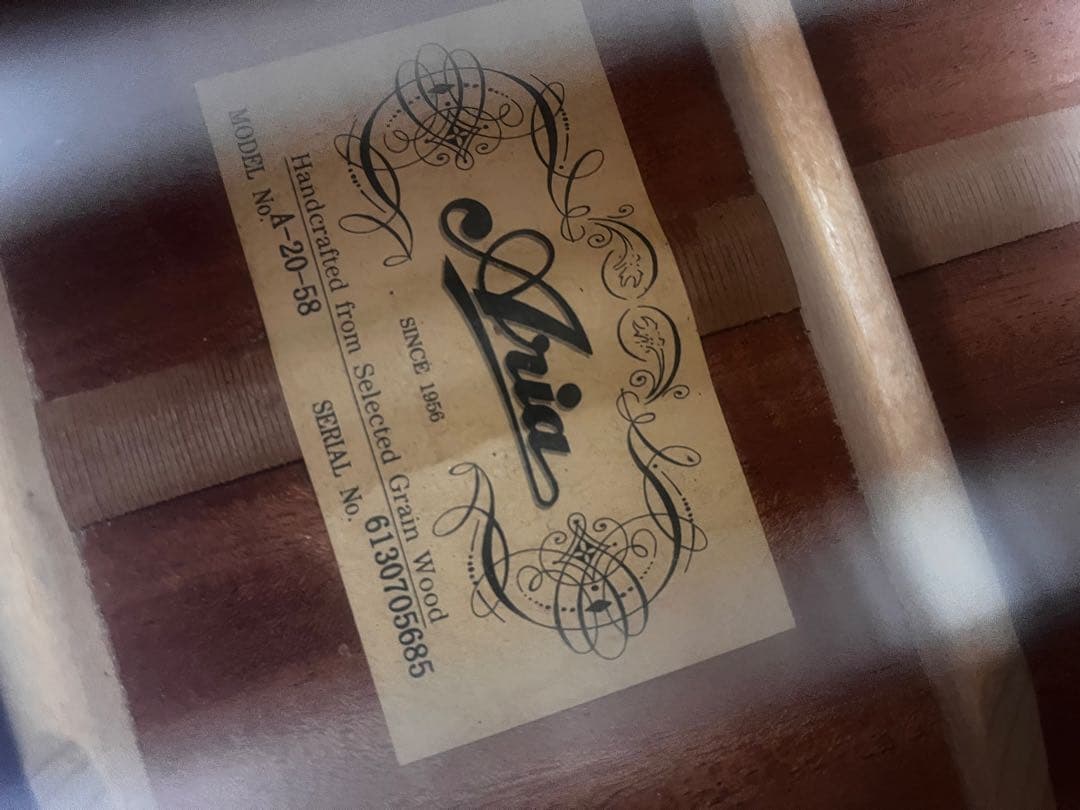 Aria
SINCE 1956
Handcrafted from Selected Grain Wood
MODEL No. A-20-58 SERIAL No. 6130705685